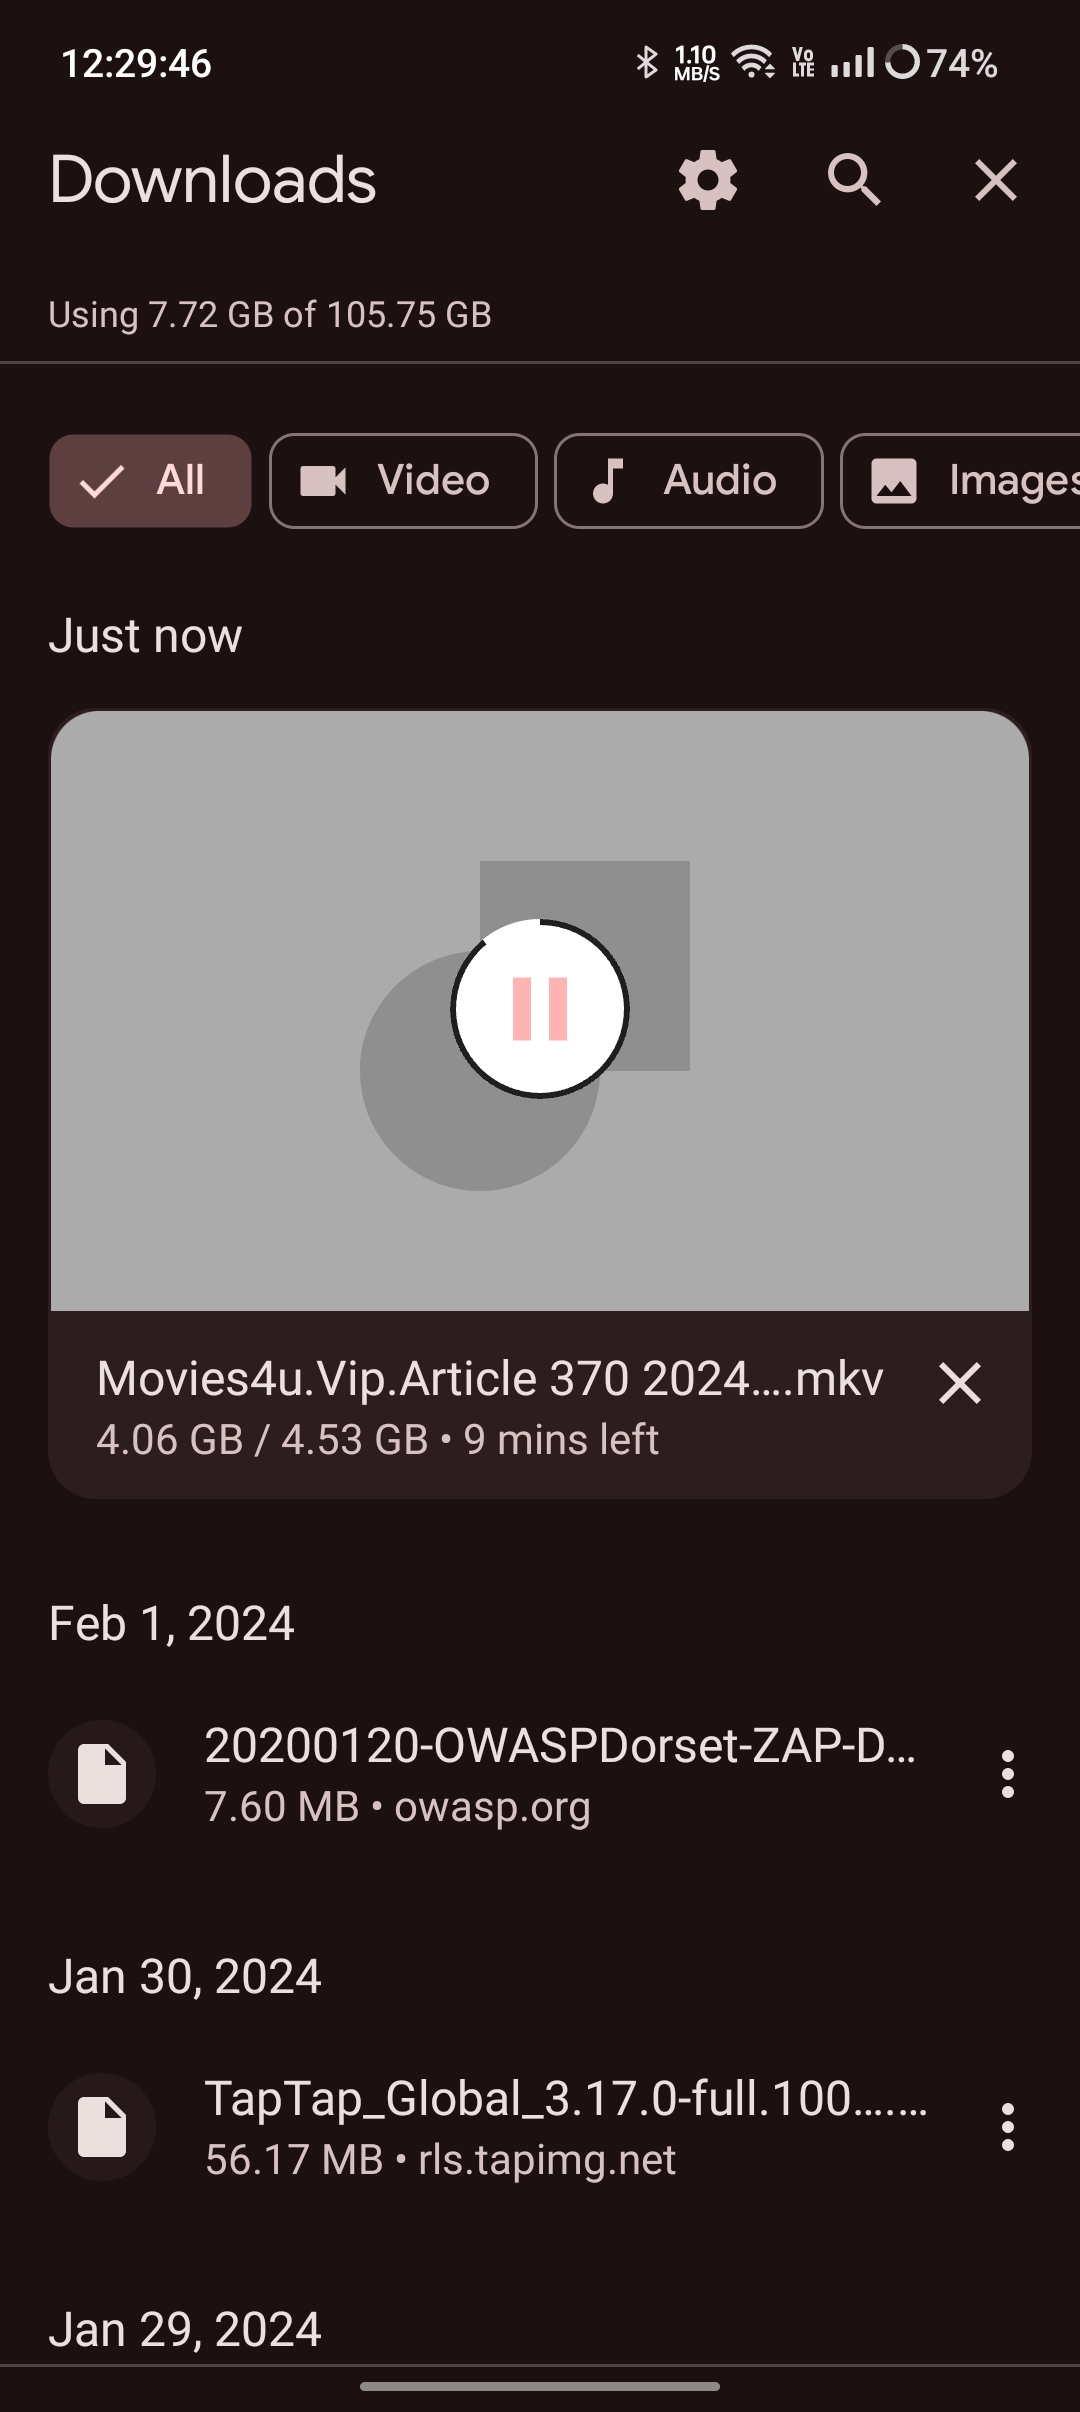 12:29:46 1.10 MB/S Vo LTE 74%
Downloads
Using 7.72 GB of 105.75 GB
All Video Audio Images
Just now
Movies4u.Vip.Article 370 2024....mkv
4.06 GB / 4.53 GB • 9 mins left
Feb 1, 2024
20200120-OWASPDorset-ZAP-D...
7.60 MB • owasp.org
Jan 30, 2024
TapTap_Global_3.17.0-full.100.......
56.17 MB • rls.tapimg.net
Jan 29, 2024